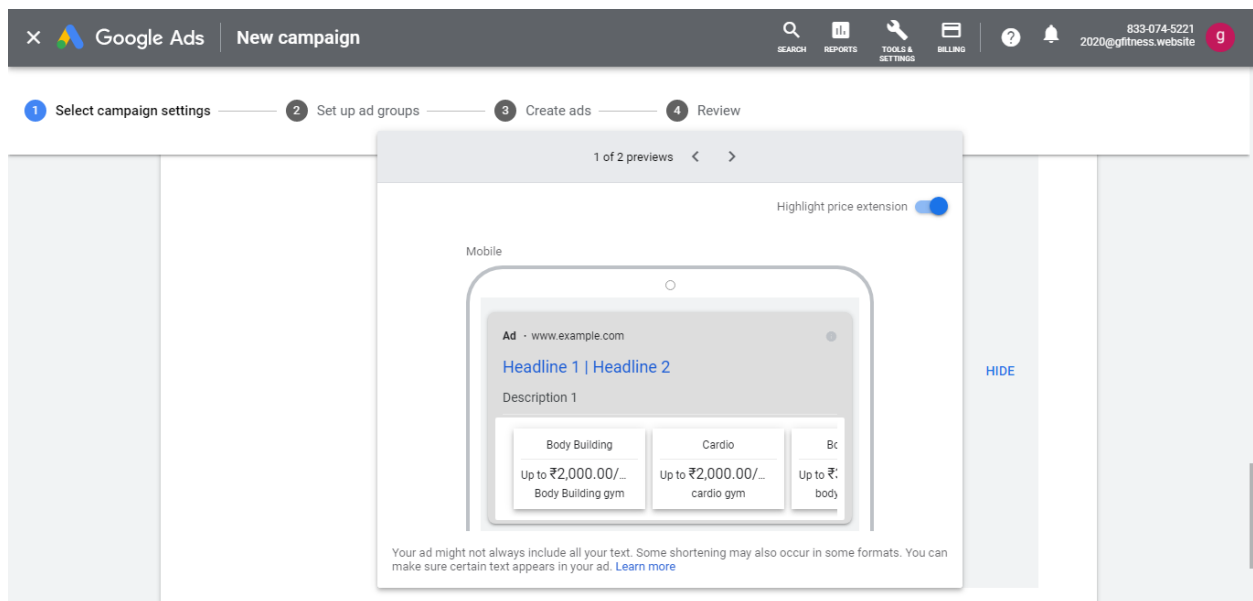 Google Ads New campaign
SEARCH REPORTS TOOLS & SETTINGS BILLING
833-074-5221
2020@gfitness.website
g
1 Select campaign settings 2 Set up ad groups 3 Create ads 4 Review
1 of 2 previews
Highlight price extension
Mobile
Ad · www.example.com
Headline 1 | Headline 2
Description 1
Body Building Cardio Bo
Up to ₹2,000.00/... Up to ₹2,000.00/... Up to ₹
Body Building gym cardio gym body
HIDE
Your ad might not always include all your text. Some shortening may also occur in some formats. You can
make sure certain text appears in your ad. Learn more